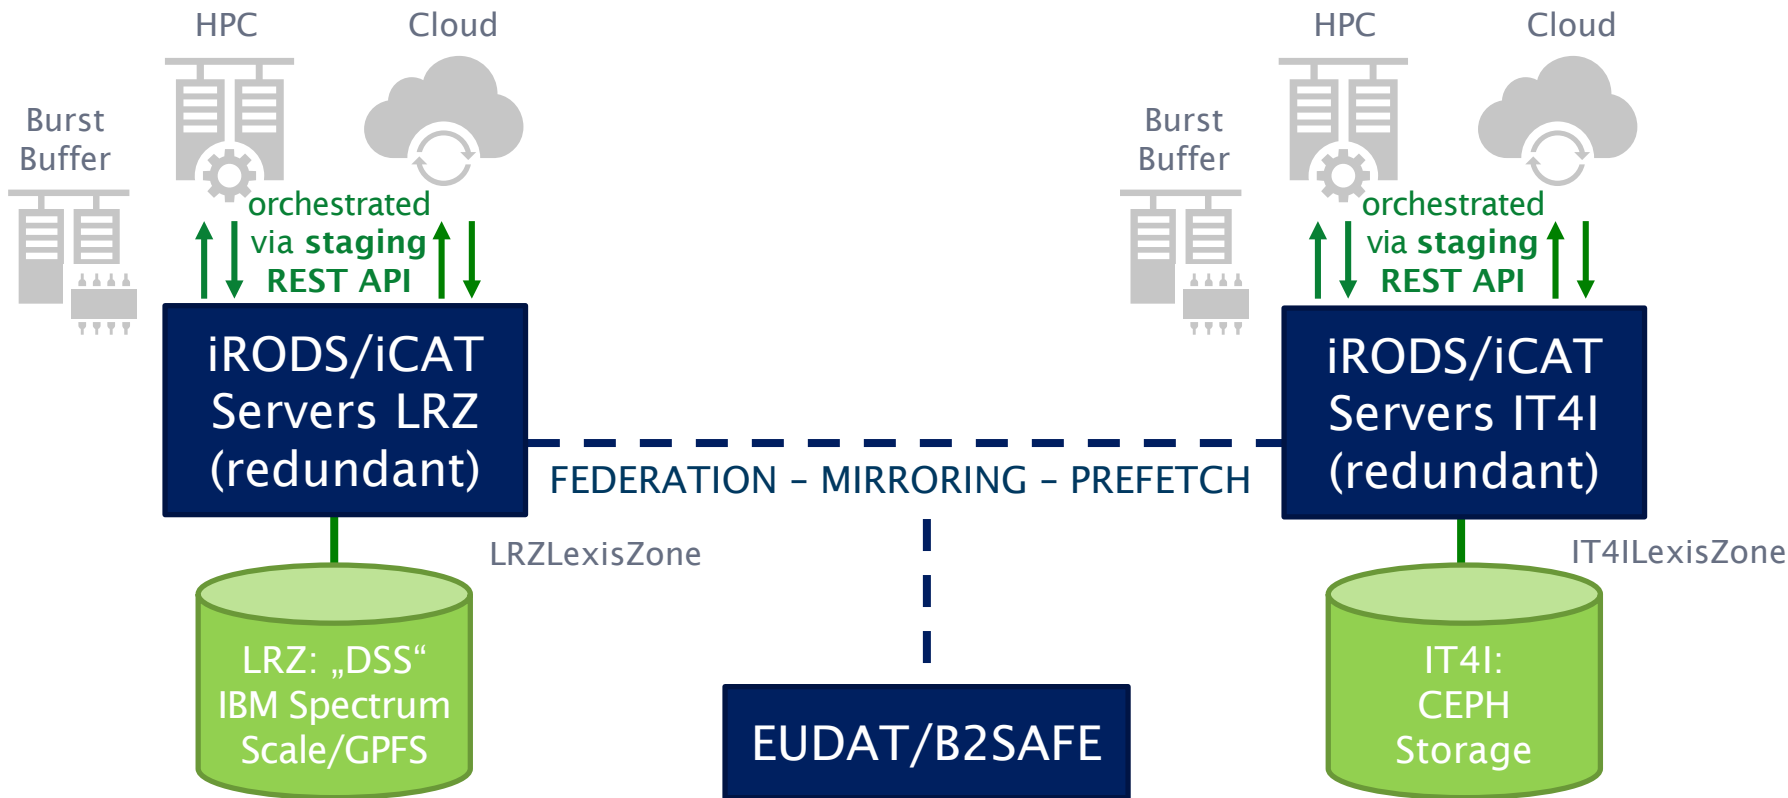 HPC
Cloud
Burst
Buffer
orchestrated
via staging
REST API
iRODS/iCAT
Servers LRZ
(redundant)
LRZLexisZone
LRZ: „DSS“
IBM Spectrum
Scale/GPFS
FEDERATION – MIRRORING – PREFETCH
EUDAT/B2SAFE
HPC
Cloud
Burst
Buffer
orchestrated
via staging
REST API
iRODS/iCAT
Servers IT4I
(redundant)
IT4ILexisZone
IT4I:
CEPH
Storage